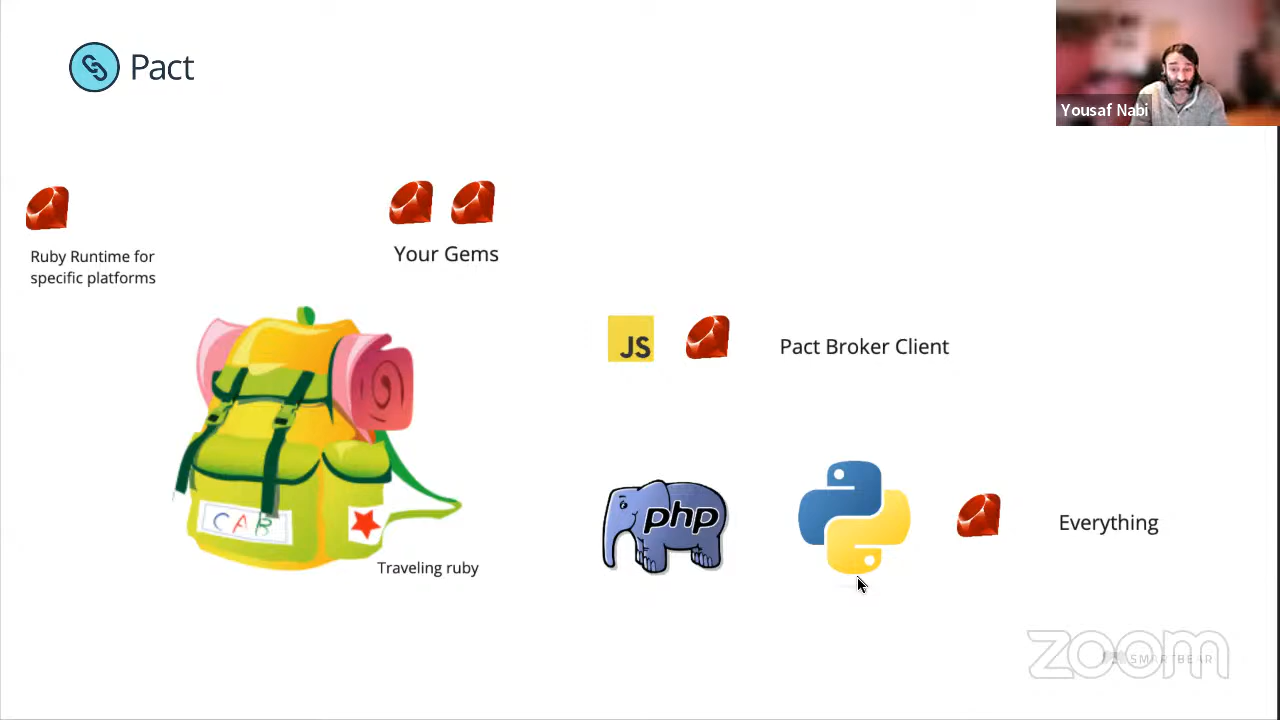 Pact
Yousaf Nabi
Ruby Runtime for
specific platforms
Your Gems
JS
Pact Broker Client
CAB
php
Everything
Traveling ruby
zoom
SMARTBEAR